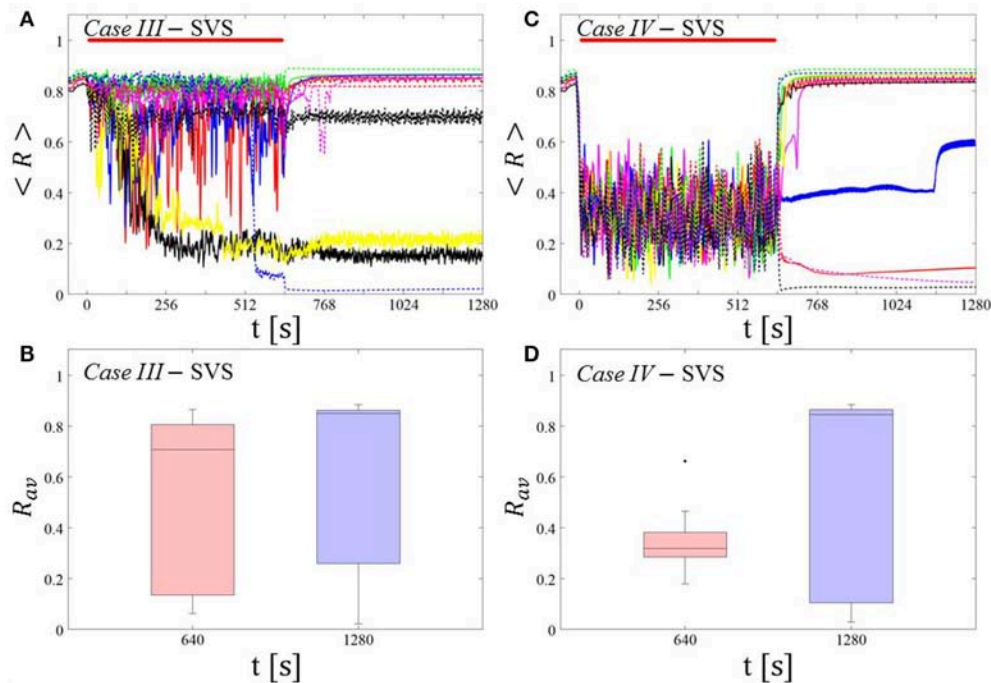 A
Case III – SVS
1
0.8
0.6
0.4
0.2
0
< R >
0 256 512 768 1024 1280
t [s]
C
Case IV – SVS
1
0.8
0.6
0.4
0.2
0
< R >
0 256 512 768 1024 1280
t [s]
B
Case III – SVS
1
0.8
0.6
0.4
0.2
0
R_av
640 1280
t [s]
D
Case IV – SVS
1
0.8
0.6
0.4
0.2
0
R_av
640 1280
t [s]